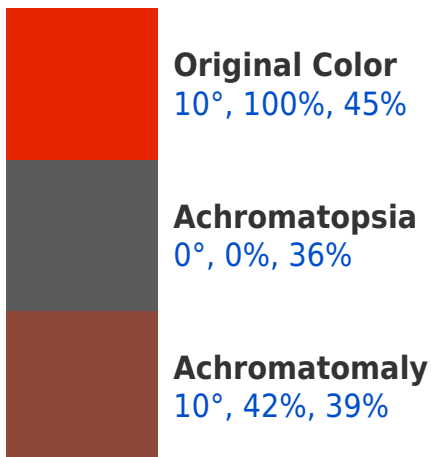 Original Color
10°, 100%, 45%
Achromatopsia
0°, 0%, 36%
Achromatomaly
10°, 42%, 39%